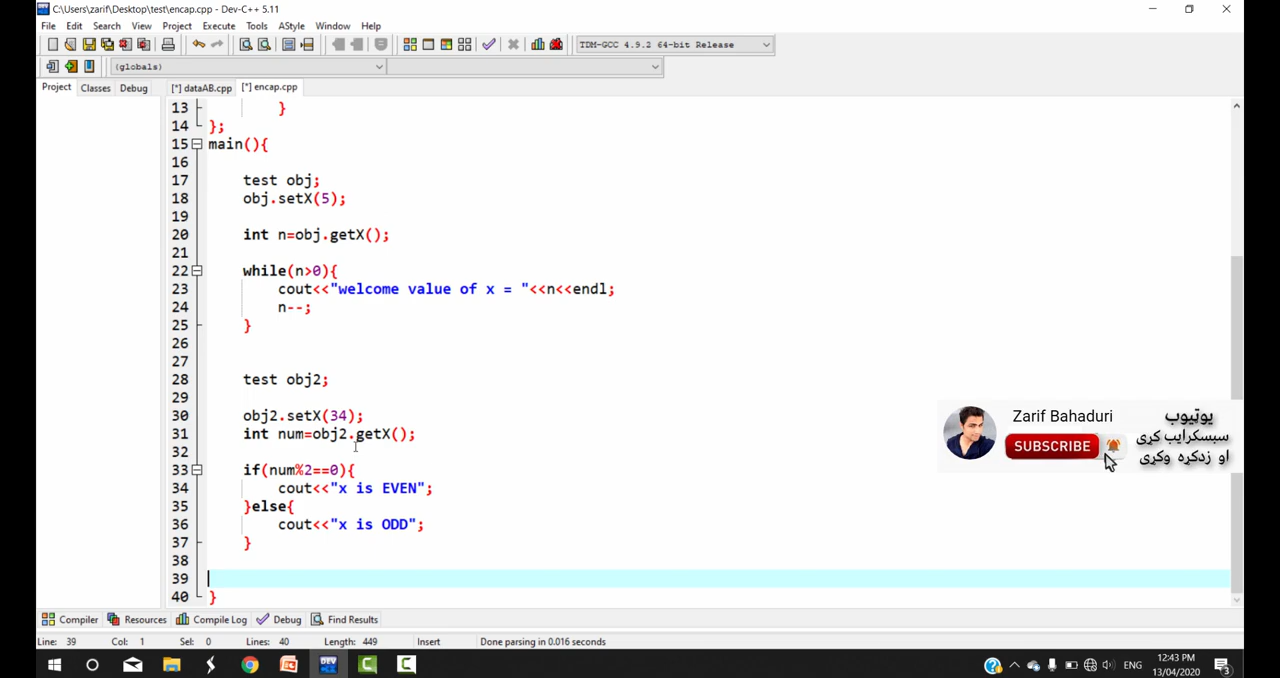 C:\Users\zarif\Desktop\test\encap.cpp - Dev-C++ 5.11
File Edit Search View Project Execute Tools AStyle Window Help
TDM-GCC 4.9.2 64-bit Release
(globals)
Project Classes Debug [*] dataAB.cpp [*] encap.cpp
13 }
14 };
15 main(){
16
17 test obj;
18 obj.setX(5);
19
20 int n=obj.getX();
21
22 while(n>0){
23 cout<<"welcome value of x = "<<n<<endl;
24 n--;
25 }
26
27
28 test obj2;
29
30 obj2.setX(34);
31 int num=obj2.getX();
32
33 if(num%2==0){
34 cout<<"x is EVEN";
35 }else{
36 cout<<"x is ODD";
37 }
38
39
40 }
Zarif Bahaduri
SUBSCRIBE
یوټیوب
سبسکرایب کړی
او زدکړه وکړی
Compiler Resources Compile Log Debug Find Results
Line: 39 Col: 1 Sel: 0 Lines: 40 Length: 449 Insert Done parsing in 0.016 seconds
DEV
ENG
12:43 PM
13/04/2020
3